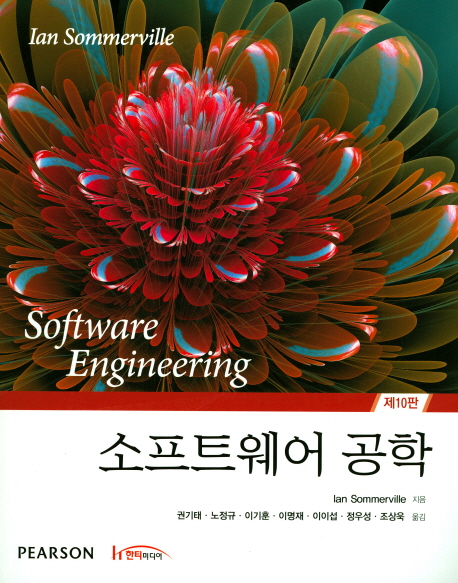 Ian Sommerville
Software
Engineering
제10판
소프트웨어 공학
Ian Sommerville 지음
권기태 · 노정규 · 이기훈 · 이명재 · 이이섭 · 정우성 · 조상욱 옮김
PEARSON 한티미디어